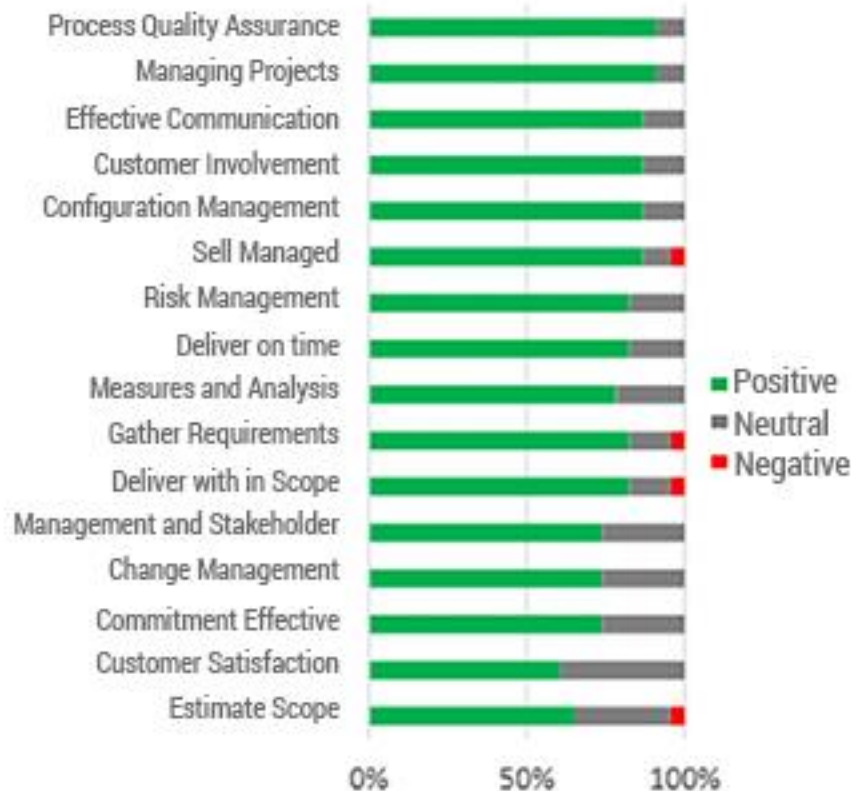 Process Quality Assurance
Managing Projects
Effective Communication
Customer Involvement
Configuration Management
Sell Managed
Risk Management
Deliver on time
Measures and Analysis
Gather Requirements
Deliver with in Scope
Management and Stakeholder
Change Management
Commitment Effective
Customer Satisfaction
Estimate Scope
0% 50% 100%
Positive
Neutral
Negative